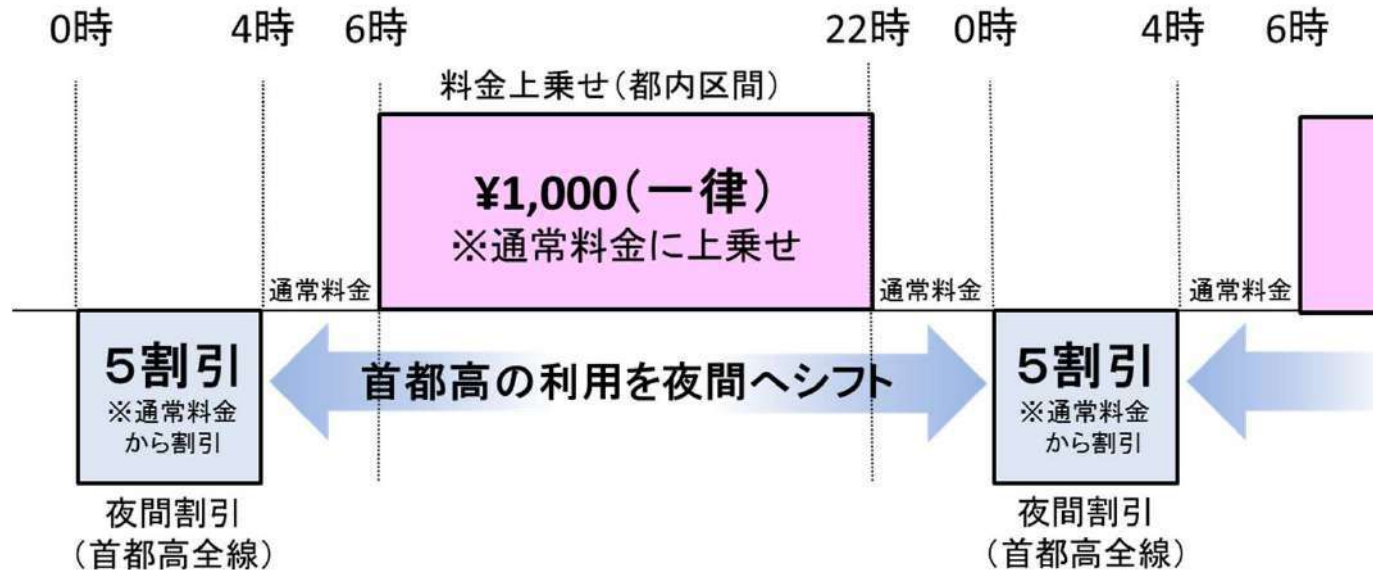 0時 4時 6時 22時 0時 4時 6時
料金上乗せ(都内区間)
¥1,000(一律)
※通常料金に上乗せ
通常料金 通常料金 通常料金
5割引
※通常料金
から割引
首都高の利用を夜間へシフト
5割引
※通常料金
から割引
夜間割引
(首都高全線)
夜間割引
(首都高全線)